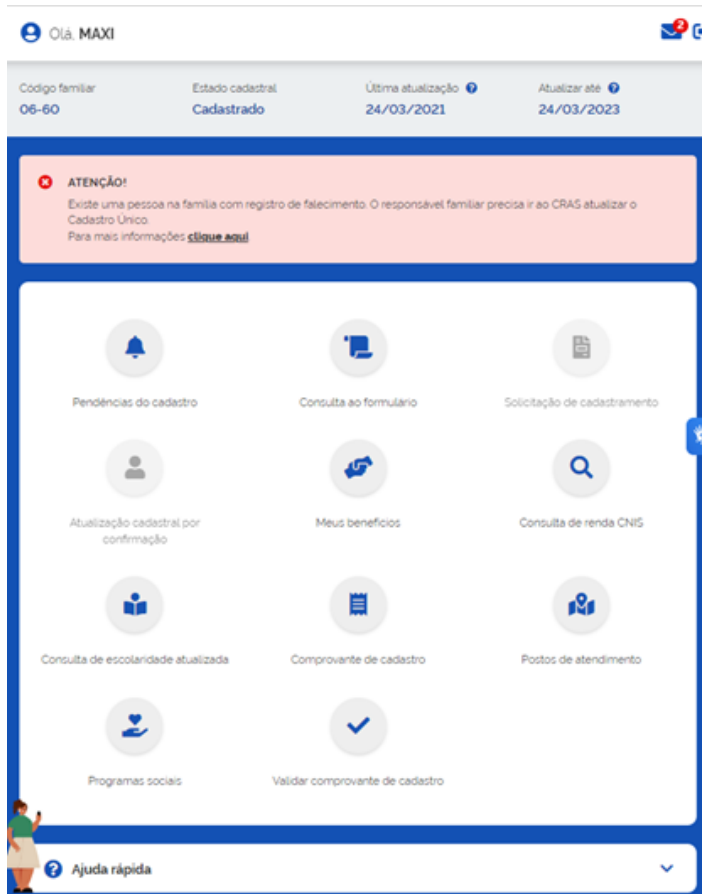 Olá, MAXI
2
Código familiar
06-60
Estado cadastral
Cadastrado
Última atualização ?
24/03/2021
Atualizar até ?
24/03/2023
ATENÇÃO!
Existe uma pessoa na família com registro de falecimento. O responsável familiar precisa ir ao CRAS atualizar o
Cadastro Único.
Para mais informações clique aqui
Pendências do cadastro
Consulta ao formulário
Solicitação de cadastramento
Atualização cadastral por
confirmação
Meus benefícios
Consulta de renda CNIS
Consulta de escolaridade atualizada
Comprovante de cadastro
Postos de atendimento
Programas sociais
Validar comprovante de cadastro
? Ajuda rápida